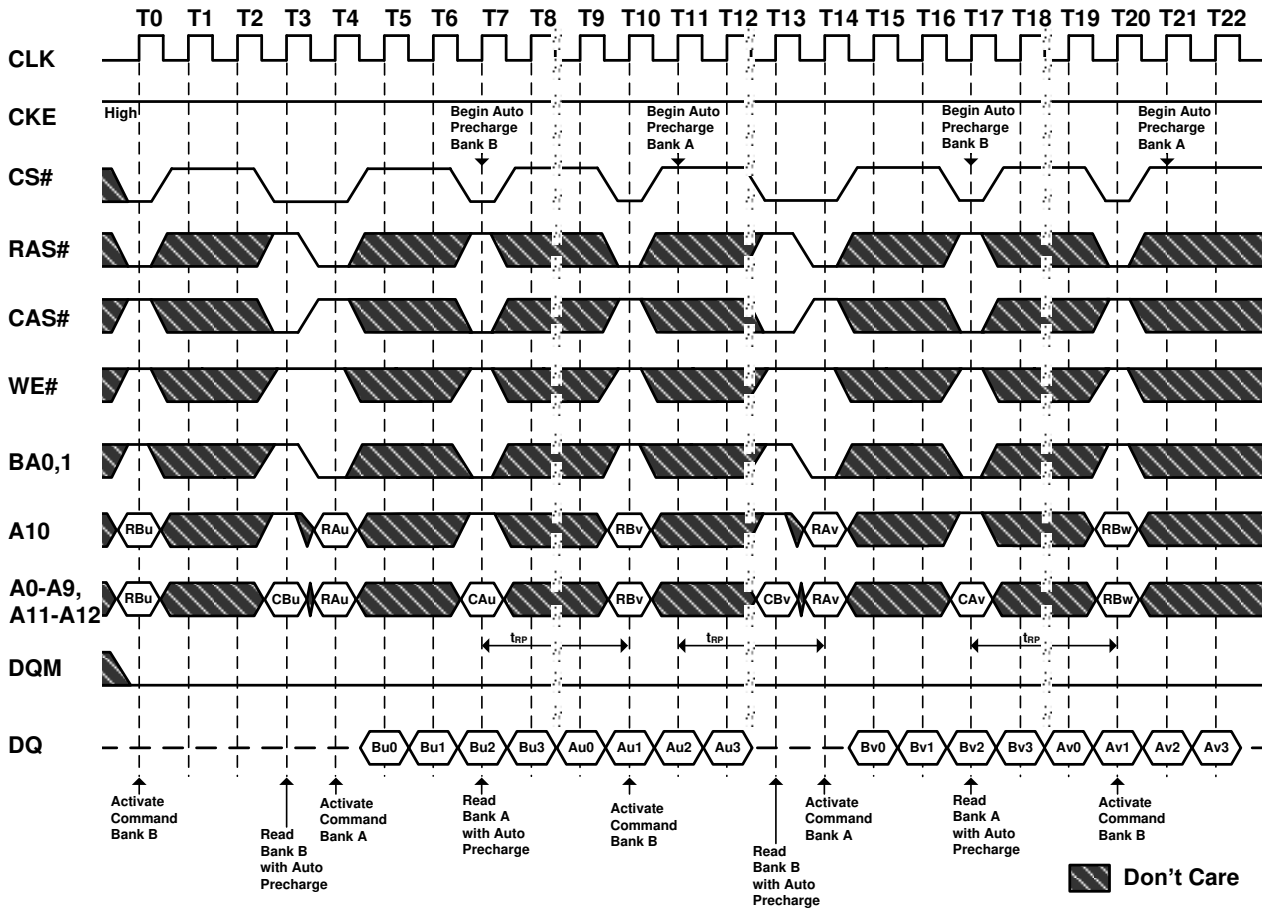 T0 T1 T2 T3 T4 T5 T6 T7 T8 T9 T10 T11 T12 T13 T14 T15 T16 T17 T18 T19 T20 T21 T22
CLK
CKE
High
Begin Auto
Precharge
Bank B
Begin Auto
Precharge
Bank A
Begin Auto
Precharge
Bank B
Begin Auto
Precharge
Bank A
CS#
RAS#
CAS#
WE#
BA0,1
A10
RBu RAu RBv RAv RBw
A0-A9,
A11-A12
RBu CBu RAu CAu RBv CBv RAv CAv RBw
tRP tRP tRP
DQM
DQ
Bu0 Bu1 Bu2 Bu3 Au0 Au1 Au2 Au3 Bv0 Bv1 Bv2 Bv3 Av0 Av1 Av2 Av3
Activate
Command
Bank B
Read
Bank B
with Auto
Precharge
Activate
Command
Bank A
Read
Bank A
with Auto
Precharge
Activate
Command
Bank B
Read
Bank B
with Auto
Precharge
Activate
Command
Bank A
Read
Bank A
with Auto
Precharge
Activate
Command
Bank B
Don't Care